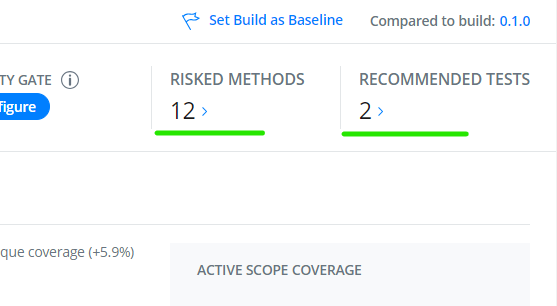 Set Build as Baseline Compared to build: 0.1.0
TY GATE
figure
RISKED METHODS
12
RECOMMENDED TESTS
2
que coverage (+5.9%)
ACTIVE SCOPE COVERAGE